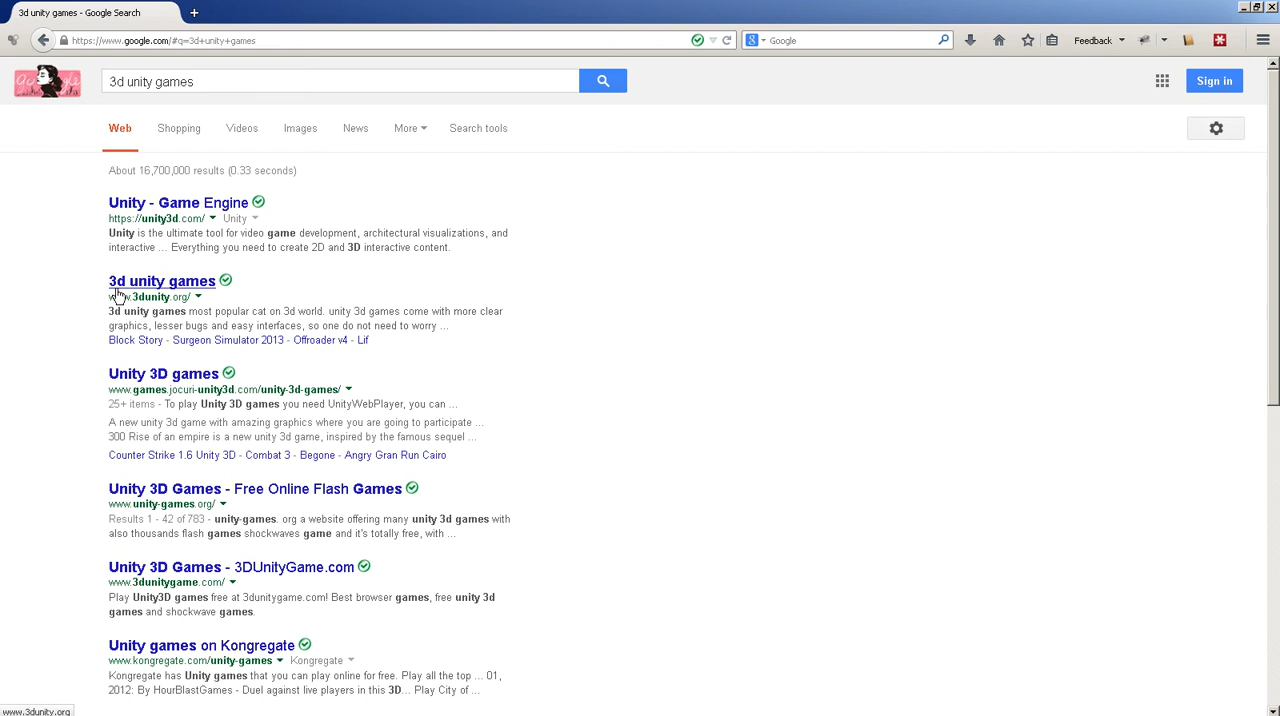 3d unity games - Google Search
https://www.google.com/#q=3d+unity+games
Google
Feedback
3d unity games
Sign in
Web Shopping Videos Images News More Search tools
About 16,700,000 results (0.33 seconds)
Unity - Game Engine
https://unity3d.com/ Unity
Unity is the ultimate tool for video game development, architectural visualizations, and
interactive ... Everything you need to create 2D and 3D interactive content.
3d unity games
www.3dunity.org/
3d unity games most popular cat on 3d world. unity 3d games come with more clear
graphics, lesser bugs and easy interfaces, so one do not need to worry ...
Block Story - Surgeon Simulator 2013 - Offroader v4 - Lif
Unity 3D games
www.games.jocuri-unity3d.com/unity-3d-games/
25+ items - To play Unity 3D games you need UnityWebPlayer, you can ...
A new unity 3d game with amazing graphics where you are going to participate ...
300 Rise of an empire is a new unity 3d game, inspired by the famous sequel ...
Counter Strike 1.6 Unity 3D - Combat 3 - Begone - Angry Gran Run Cairo
Unity 3D Games - Free Online Flash Games
www.unity-games.org/
Results 1 - 42 of 783 - unity-games. org a website offering many unity 3d games with
also thousands flash games shockwaves game and it's totally free, with ...
Unity 3D Games - 3DUnityGame.com
www.3dunitygame.com/
Play Unity3D games free at 3dunitygame.com! Best browser games, free unity 3d
games and shockwave games.
Unity games on Kongregate
www.kongregate.com/unity-games Kongregate
Kongregate has Unity games that you can play online for free. Play all the top ... 01,
2012: By HourBlastGames - Duel against live players in this 3D... Play City of ...
www.3dunity.org